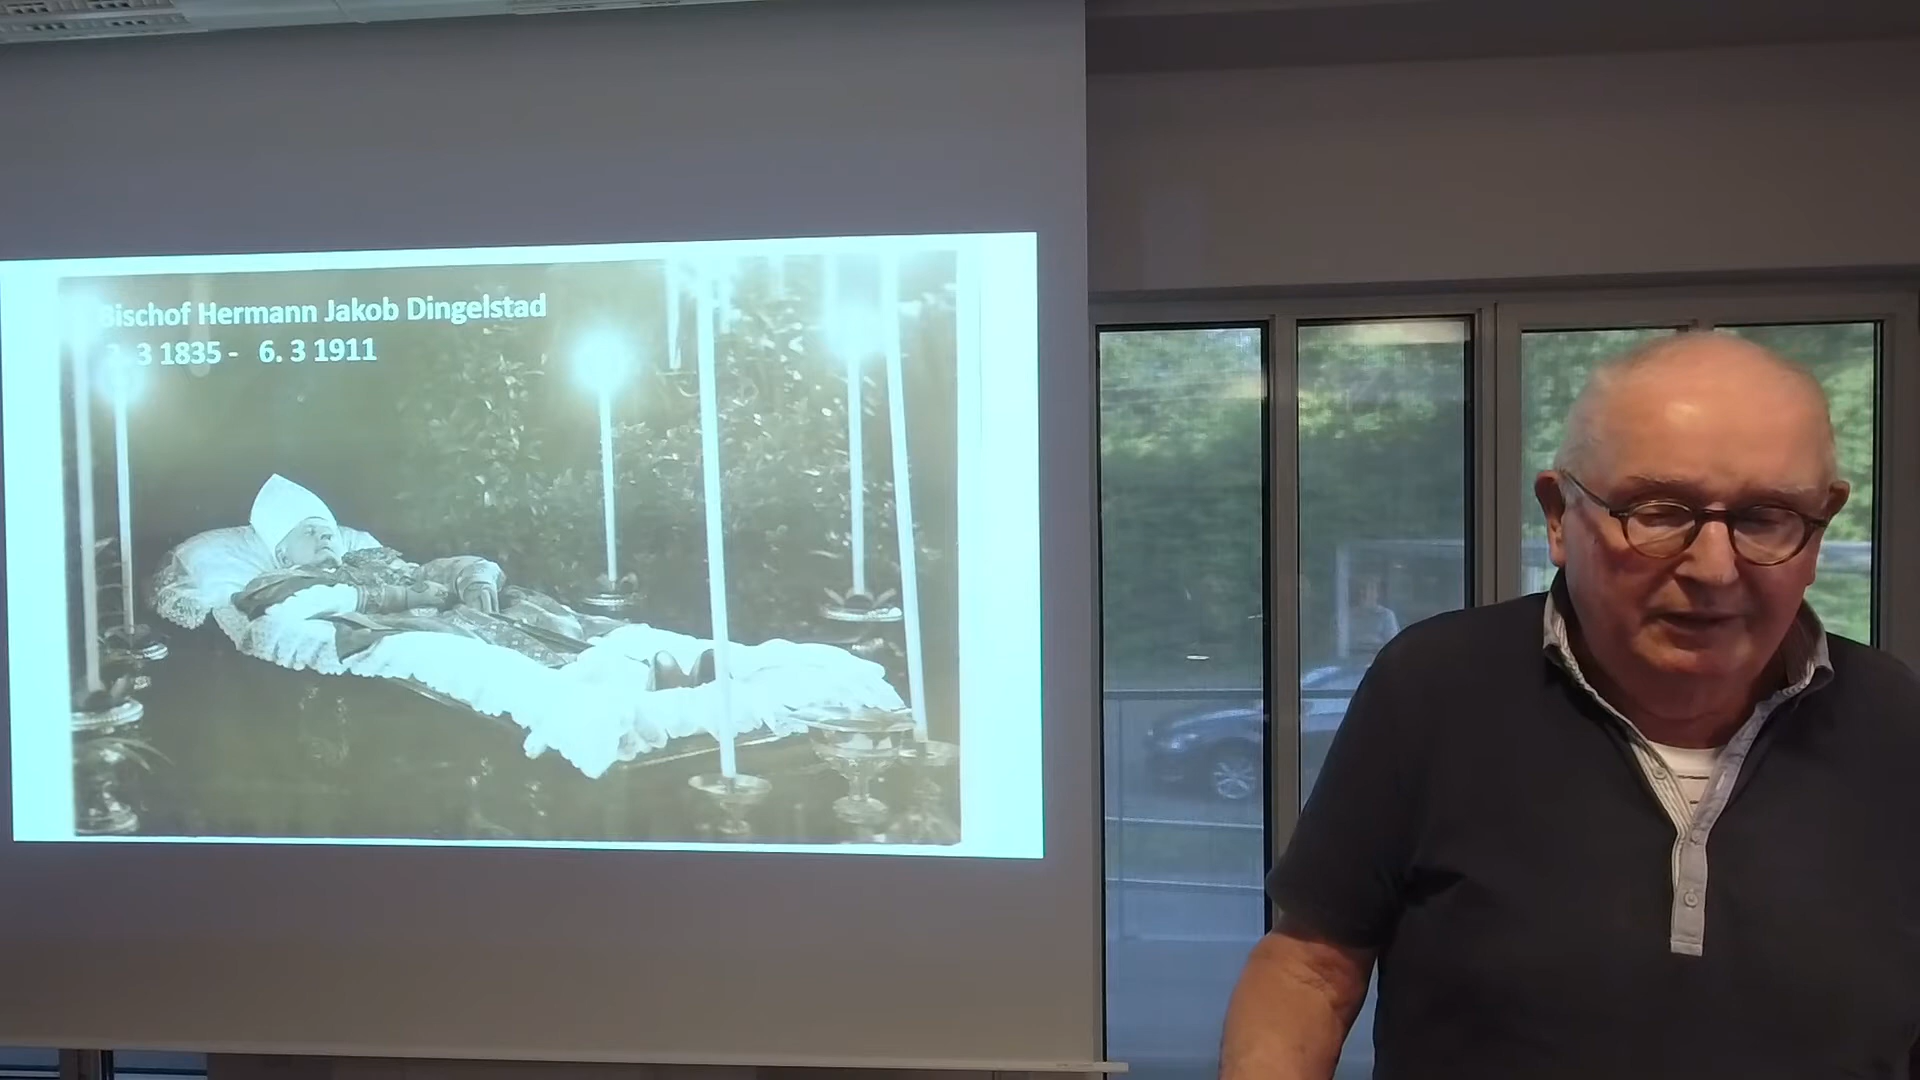 Bischof Hermann Jakob Dingelstad
3 1835 - 6. 3 1911